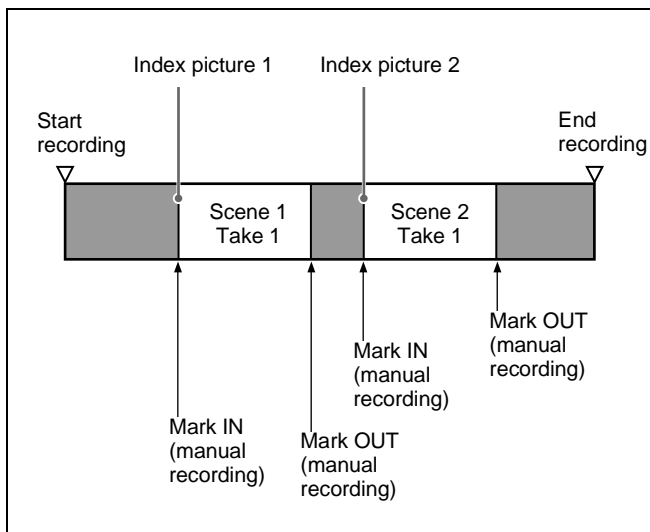 Index picture 1
Index picture 2
Start
recording
End
recording
Scene 1
Take 1
Scene 2
Take 1
Mark IN
(manual
recording)
Mark OUT
(manual
recording)
Mark IN
(manual
recording)
Mark OUT
(manual
recording)